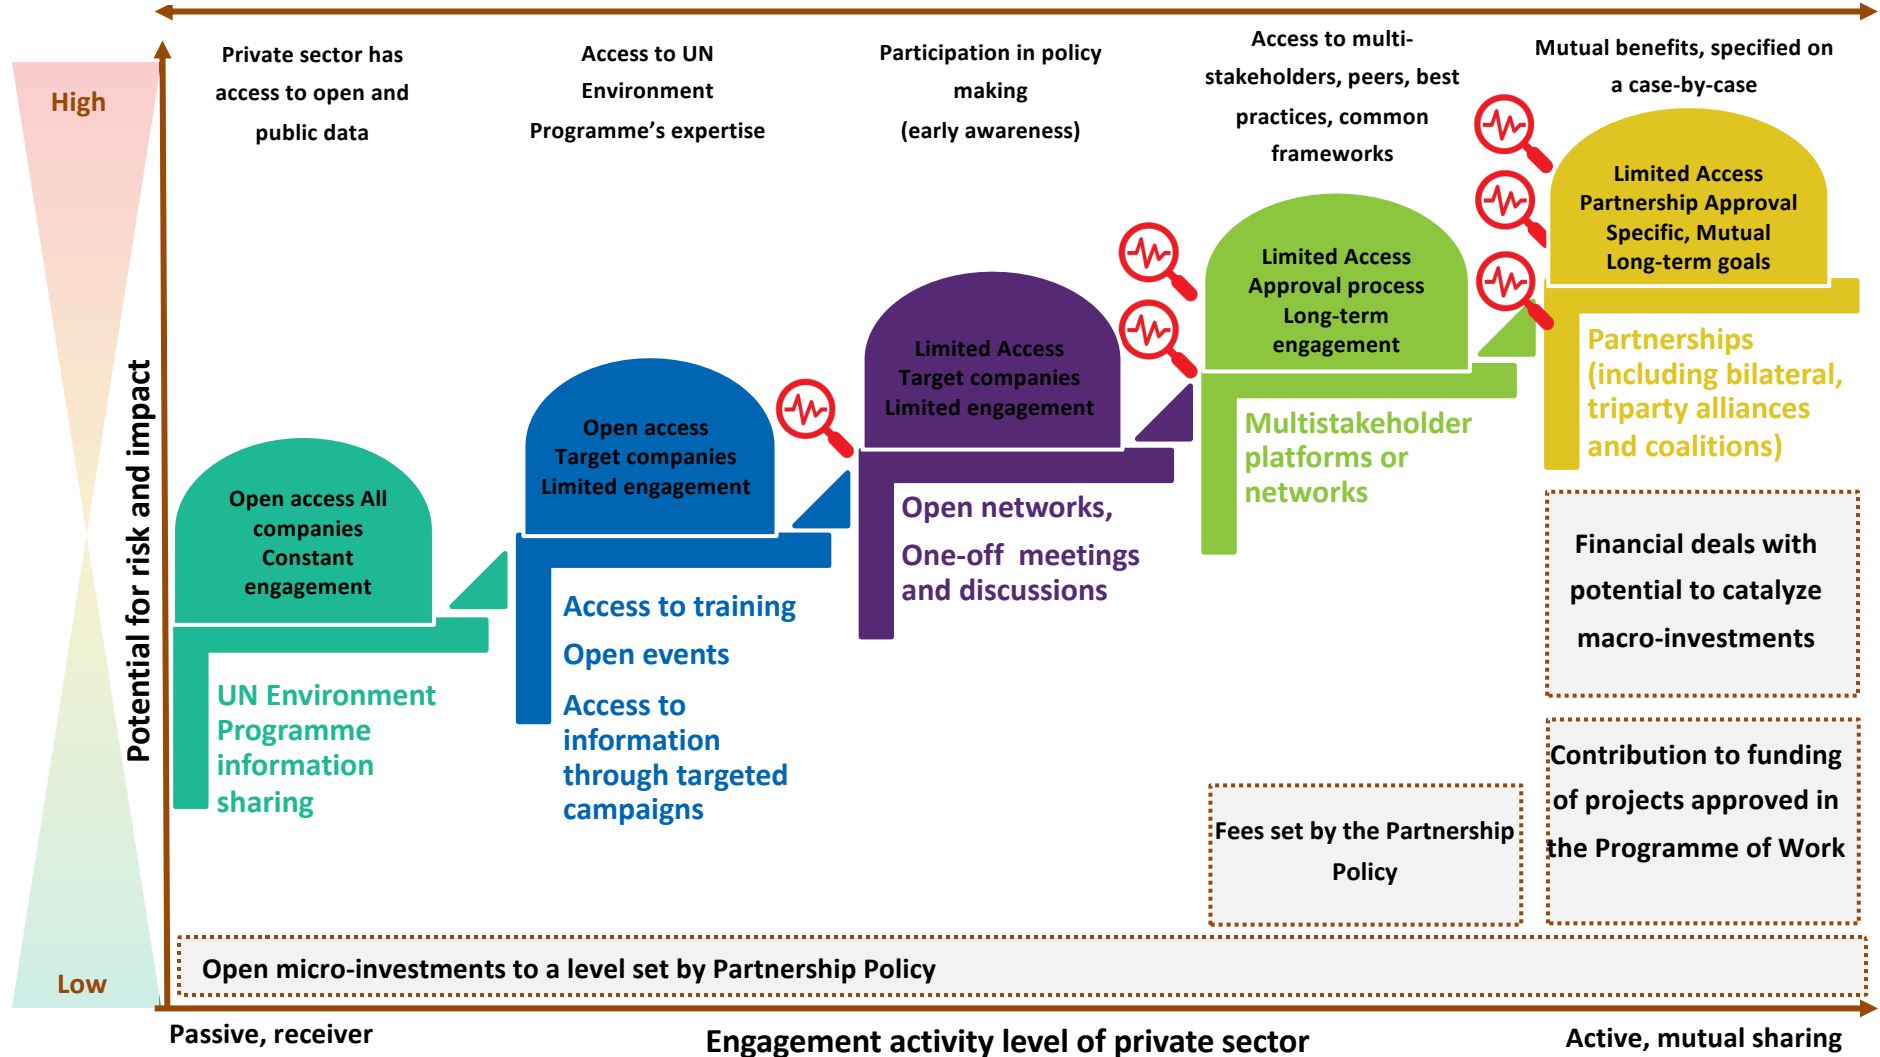 Private sector has
access to open and
public data
Access to UN
Environment
Programme's expertise
Participation in policy
making
(early awareness)
Access to multi-
stakeholders, peers, best
practices, common
frameworks
Mutual benefits, specified on
a case-by-case
High
Low
Potential for risk and impact
Open access All
companies
Constant
engagement
UN Environment
Programme
information
sharing
Open access
Target companies
Limited engagement
Access to training
Open events
Access to
information
through targeted
campaigns
Limited Access
Target companies
Limited engagement
Open networks,
One-off meetings
and discussions
Limited Access
Approval process
Long-term
engagement
Multistakeholder
platforms or
networks
Limited Access
Partnership Approval
Specific, Mutual
Long-term goals
Partnerships
(including bilateral,
triparty alliances
and coalitions)
Financial deals with
potential to catalyze
macro-investments
Contribution to funding
of projects approved in
the Programme of Work
Fees set by the Partnership
Policy
Open micro-investments to a level set by Partnership Policy
Passive, receiver
Engagement activity level of private sector
Active, mutual sharing